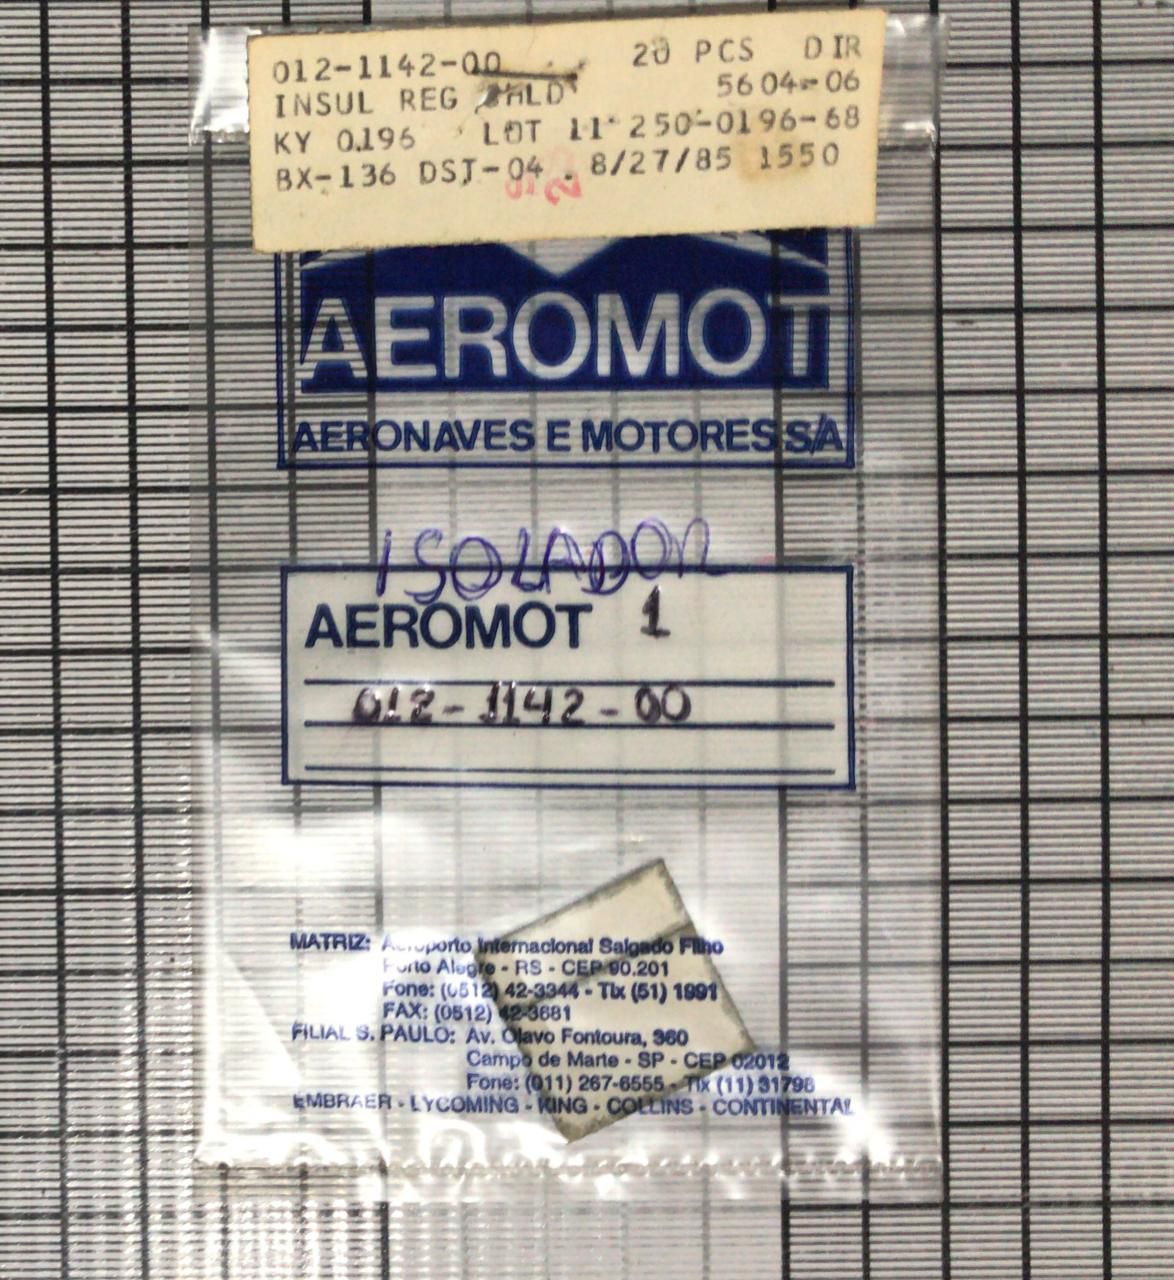 012-1142-00 20 PCS DIR
INSUL REG 5604-06
KY 0196 LOT 11 250-0196-68
BX-136 DSJ-04 8/27/85 1550
AEROMOT
AERONAVES E MOTORES S/A
ISOLADOR
AEROMOT 1
012-1142-00
MATRIZ: Aeroporto Internacional Salgado Filho
Porto Alegre - RS - CEP 90.201
Fone: (0512) 42-3344 - Tlx (51) 1991
FAX: (0512) 42-3681
FILIAL S. PAULO: Av. Olavo Fontoura, 360
Campo de Marte - SP - CEP 02012
Fone: (011) 267-6555 - Tlx (11) 31798
EMBRAER - LYCOMING - KING - COLLINS - CONTINENTAL